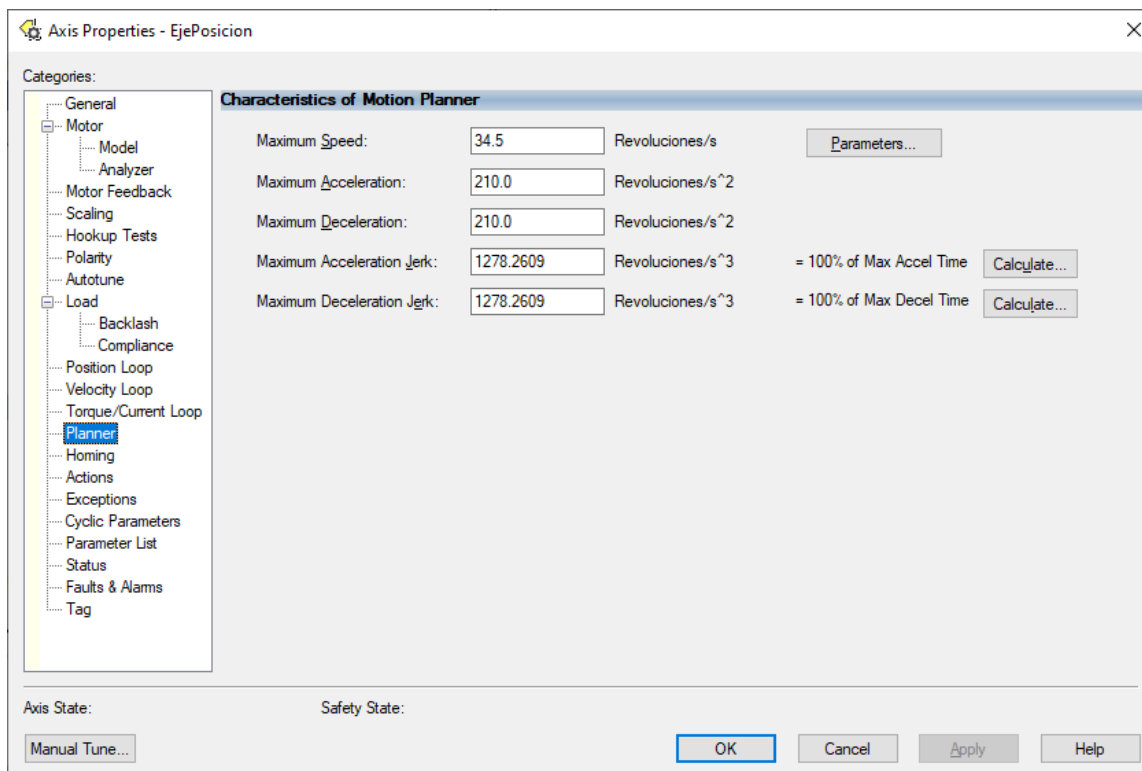 Axis Properties - EjePosicion
Categories:
General
Motor
Model
Analyzer
Motor Feedback
Scaling
Hookup Tests
Polarity
Autotune
Load
Backlash
Compliance
Position Loop
Velocity Loop
Torque/Current Loop
Planner
Homing
Actions
Exceptions
Cyclic Parameters
Parameter List
Status
Faults & Alarms
Tag
Characteristics of Motion Planner
Maximum Speed: 34.5 Revoluciones/s Parameters...
Maximum Acceleration: 210.0 Revoluciones/s^2
Maximum Deceleration: 210.0 Revoluciones/s^2
Maximum Acceleration Jerk: 1278.2609 Revoluciones/s^3 = 100% of Max Accel Time Calculate...
Maximum Deceleration Jerk: 1278.2609 Revoluciones/s^3 = 100% of Max Decel Time Calculate...
Axis State: Safety State:
Manual Tune... OK Cancel Apply Help